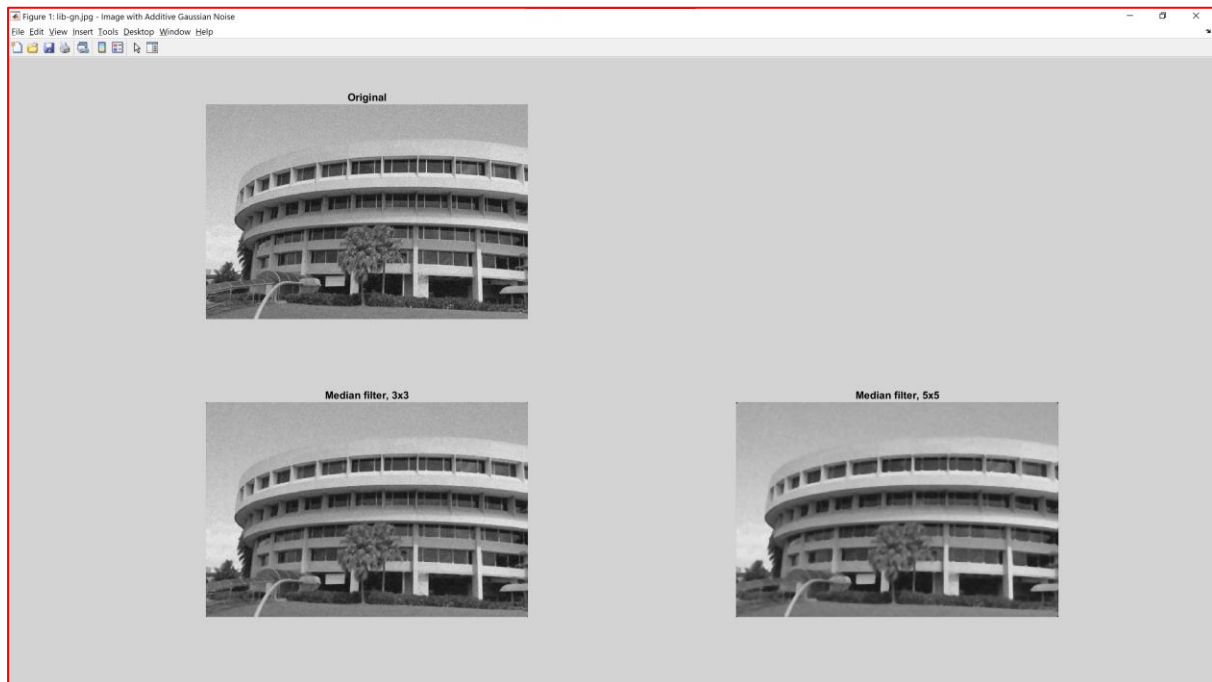 Figure 1: lib-gn.jpg - Image with Additive Gaussian Noise
File Edit View Insert Tools Desktop Window Help
Original
Median filter, 3x3
Median filter, 5x5